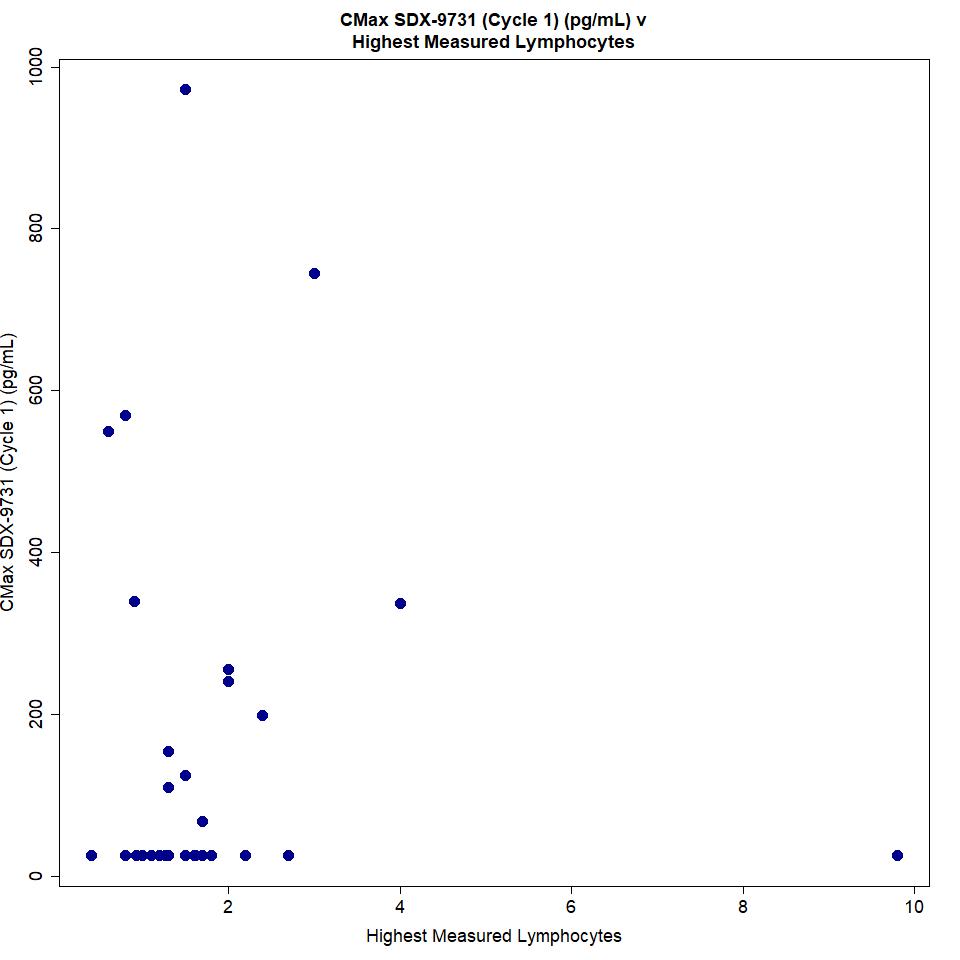 CMax SDX-9731 (Cycle 1) (pg/mL) v
Highest Measured Lymphocytes
1000
800
600
400
200
0
CMax SDX-9731 (Cycle 1) (pg/mL)
2
4
6
8
10
Highest Measured Lymphocytes